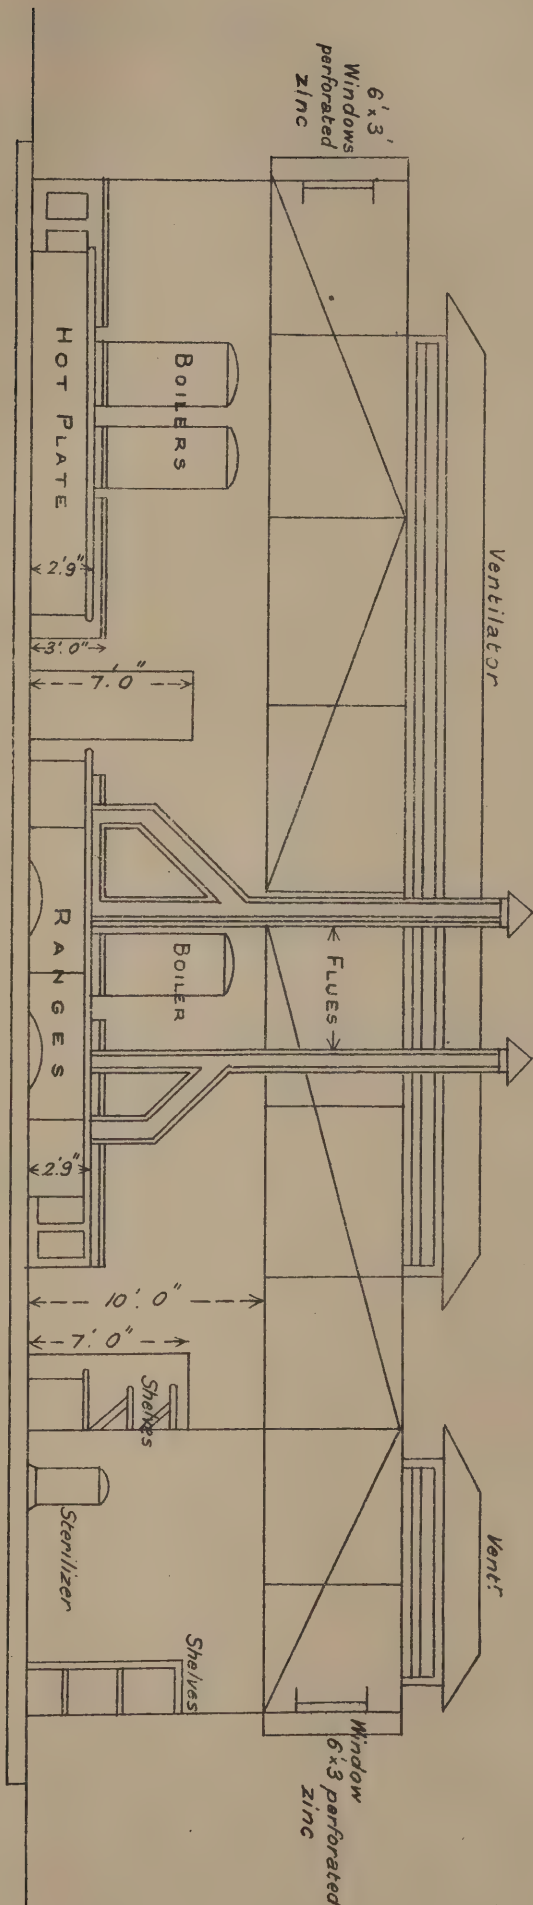 6'x3'
Windows
perforated
zinc
Ventilator
Vent.r
Window
6'x3 perforated
zinc
BOILERS
HOT PLATE
2'.9"
3'.0"
7'.0"
FLUES
BOILER
RANGES
2'.9"
10'.0"
7'.0"
Shelves
Sterilizer
Shelves